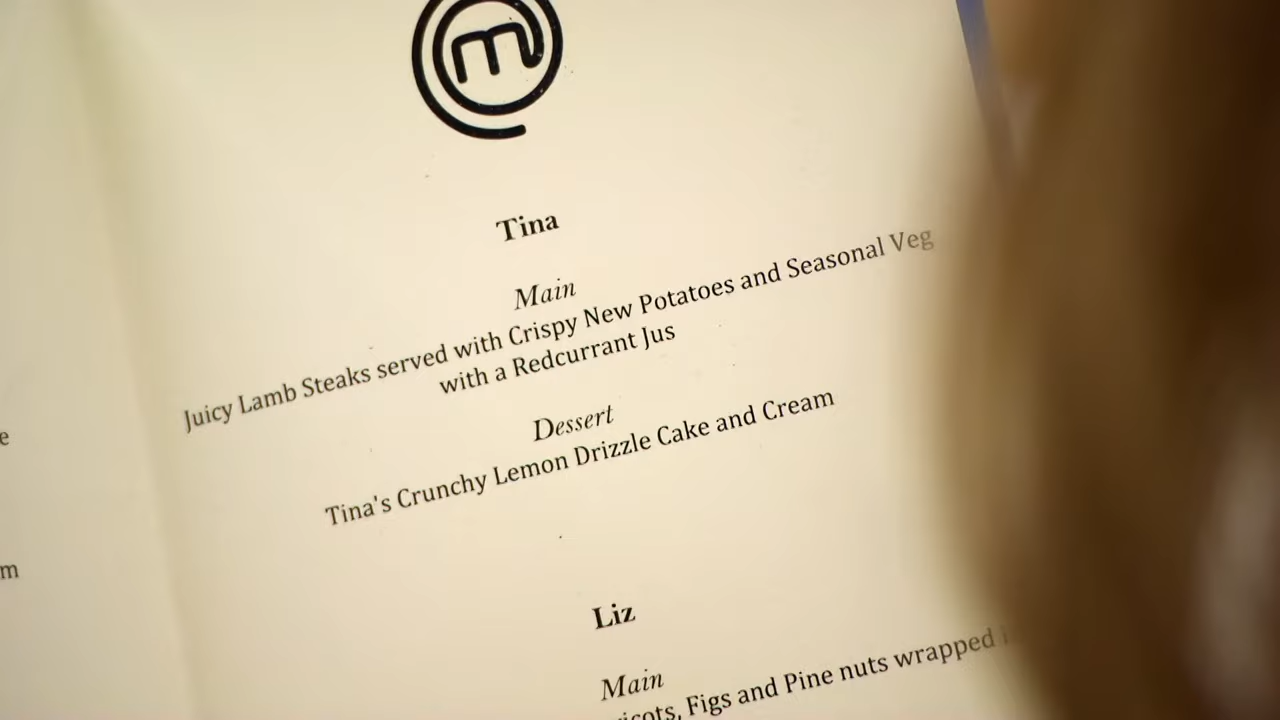 m
Tina
Main
Juicy Lamb Steaks served with Crispy New Potatoes and Seasonal Veg
with a Redcurrant Jus
Dessert
Tina's Crunchy Lemon Drizzle Cake and Cream
Liz
Main
Figs and Pine nuts wrapped
e
m